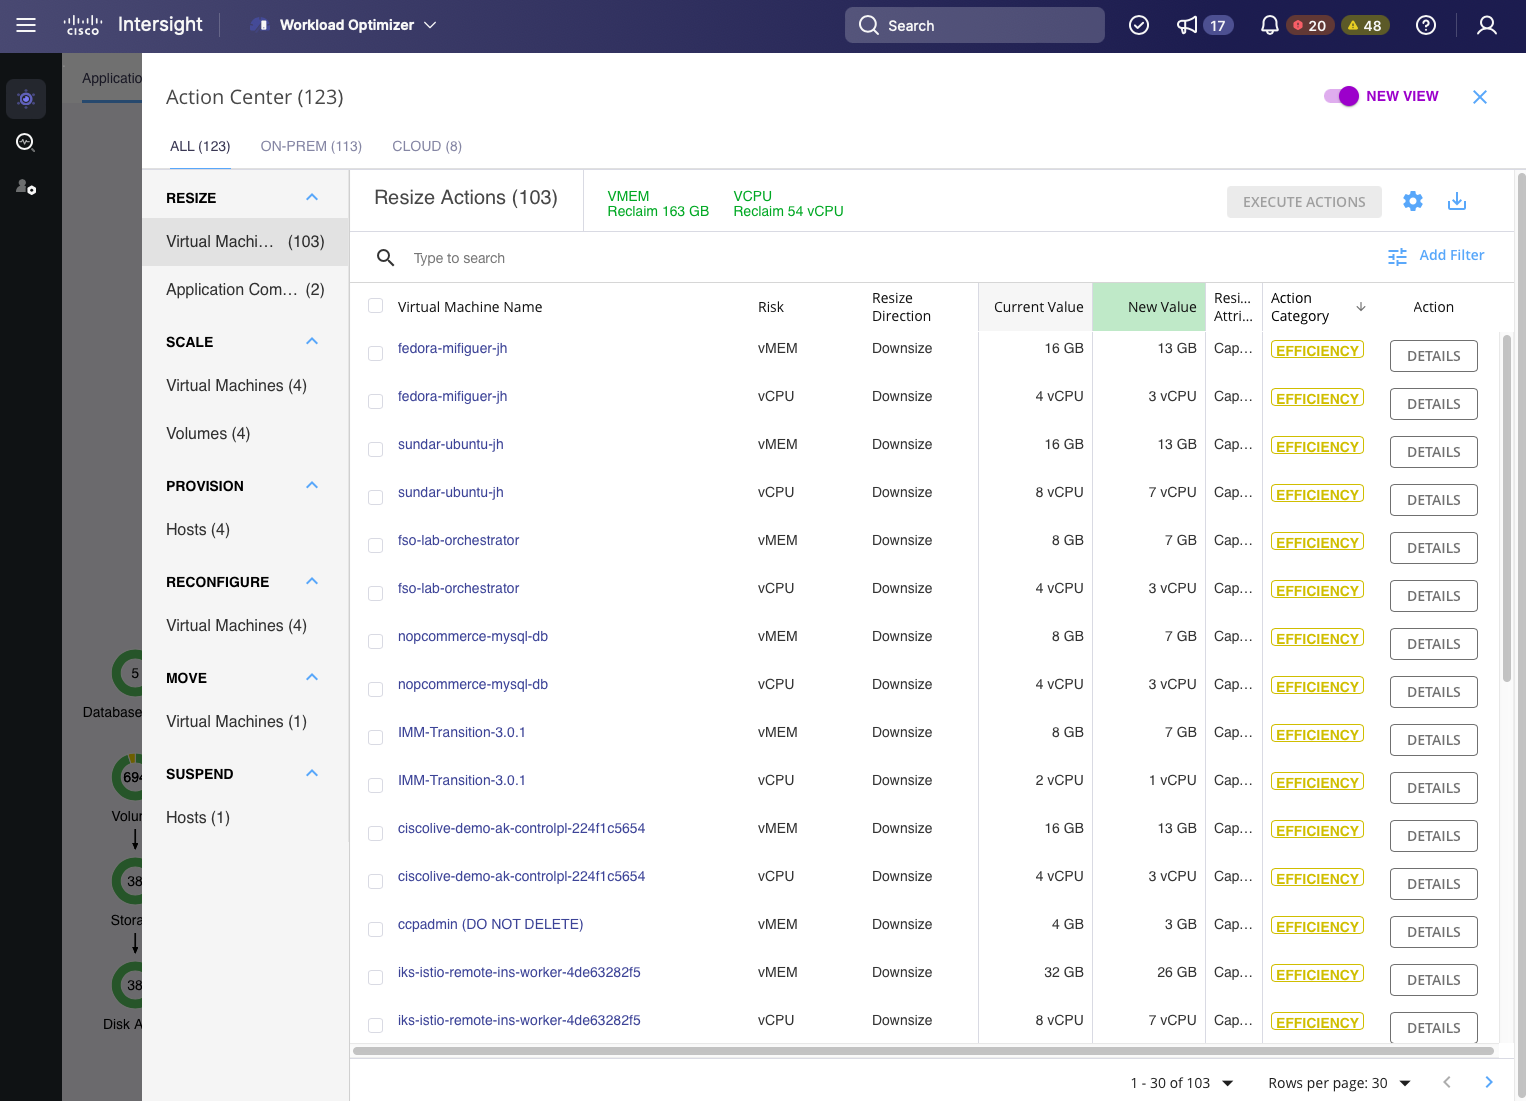 cisco Intersight Workload Optimizer Search 17 20 48
Applicatio
Action Center (123) NEW VIEW
ALL (123) ON-PREM (113) CLOUD (8)
RESIZE
Virtual Machi... (103)
Application Com... (2)
SCALE
Virtual Machines (4)
Volumes (4)
PROVISION
Hosts (4)
RECONFIGURE
Virtual Machines (4)
MOVE
Virtual Machines (1)
SUSPEND
Hosts (1)
5
Database
694
Volu
38
Stora
38
Disk A
Resize Actions (103)
VMEM
Reclaim 163 GB
VCPU
Reclaim 54 vCPU
EXECUTE ACTIONS
Type to search Add Filter
Virtual Machine Name Risk Resize Direction Current Value New Value Resi... Attri... Action Category Action
fedora-mifiguer-jh vMEM Downsize 16 GB 13 GB Cap... EFFICIENCY DETAILS
fedora-mifiguer-jh vCPU Downsize 4 vCPU 3 vCPU Cap... EFFICIENCY DETAILS
sundar-ubuntu-jh vMEM Downsize 16 GB 13 GB Cap... EFFICIENCY DETAILS
sundar-ubuntu-jh vCPU Downsize 8 vCPU 7 vCPU Cap... EFFICIENCY DETAILS
fso-lab-orchestrator vMEM Downsize 8 GB 7 GB Cap... EFFICIENCY DETAILS
fso-lab-orchestrator vCPU Downsize 4 vCPU 3 vCPU Cap... EFFICIENCY DETAILS
nopcommerce-mysql-db vMEM Downsize 8 GB 7 GB Cap... EFFICIENCY DETAILS
nopcommerce-mysql-db vCPU Downsize 4 vCPU 3 vCPU Cap... EFFICIENCY DETAILS
IMM-Transition-3.0.1 vMEM Downsize 8 GB 7 GB Cap... EFFICIENCY DETAILS
IMM-Transition-3.0.1 vCPU Downsize 2 vCPU 1 vCPU Cap... EFFICIENCY DETAILS
ciscolive-demo-ak-controlpl-224f1c5654 vMEM Downsize 16 GB 13 GB Cap... EFFICIENCY DETAILS
ciscolive-demo-ak-controlpl-224f1c5654 vCPU Downsize 4 vCPU 3 vCPU Cap... EFFICIENCY DETAILS
ccpadmin (DO NOT DELETE) vMEM Downsize 4 GB 3 GB Cap... EFFICIENCY DETAILS
iks-istio-remote-ins-worker-4de63282f5 vMEM Downsize 32 GB 26 GB Cap... EFFICIENCY DETAILS
iks-istio-remote-ins-worker-4de63282f5 vCPU Downsize 8 vCPU 7 vCPU Cap... EFFICIENCY DETAILS
1 - 30 of 103 Rows per page: 30